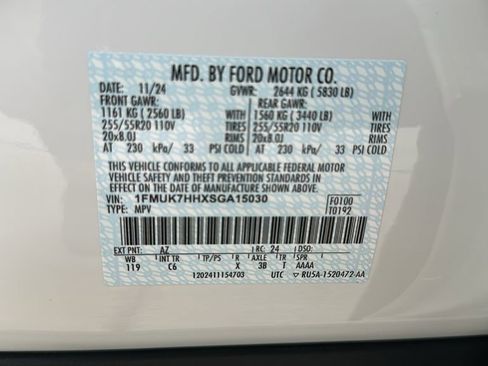 MFD. BY FORD MOTOR CO.
DATE: 11/24 GVWR: 2644 KG ( 5830 LB)
FRONT GAWR: REAR GAWR:
1161 KG ( 2560 LB) 1560 KG ( 3440 LB)
255/55R20 110V TIRES 255/55R20 110V TIRES
20x8.0J RIMS 20x8.0J RIMS
AT 230 kPa/ 33 PSI COLD AT 230 kPa/ 33 PSI COLD
THIS VEHICLE CONFORMS TO ALL APPLICABLE FEDERAL MOTOR
VEHICLE SAFETY AND THEFT PREVENTION STANDARDS IN EFFECT
ON THE DATE OF MANUFACTURE SHOWN ABOVE.
VIN: 1FMUK7HHXSGA15030 F0100
TYPE: MPV T0192
EXT PNT: AZ RC: 24 DSO:
WB INT TR TP/PS R AXLE TR SPR
119 C6 X 3B T AAAA
1202411154703 UTC RU5A-1520472-AA